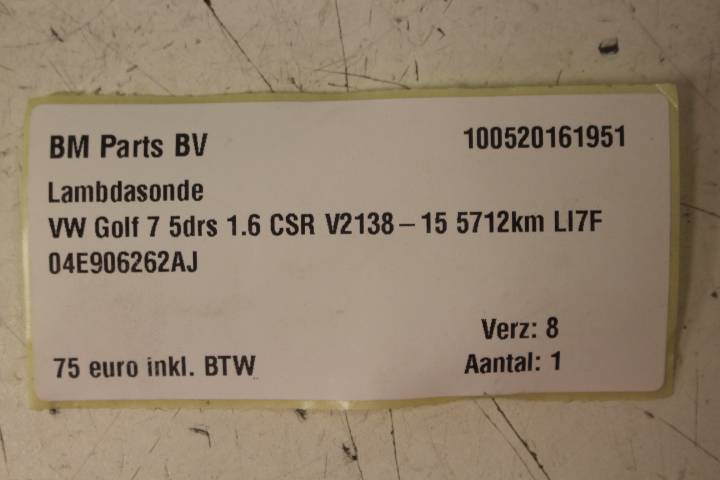 BM Parts BV 100520161951
Lambdasonde
VW Golf 7 5drs 1.6 CSR V2138-15 5712km LI7F
04E906262AJ
Verz: 8
75 euro inkl. BTW Aantal: 1